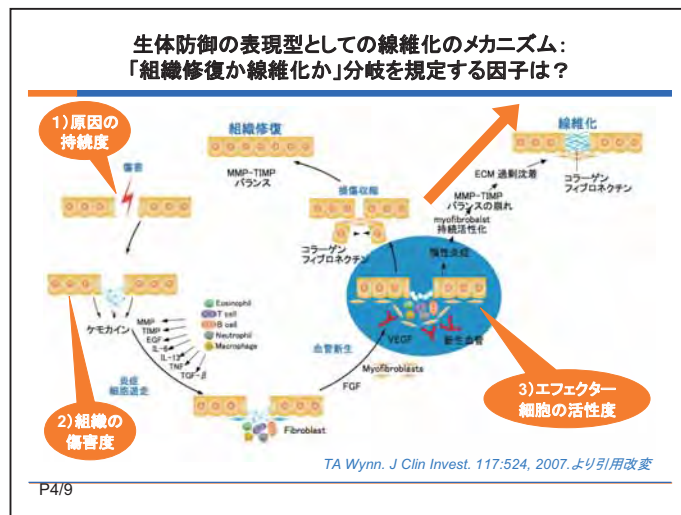 生体防御の表現型としての線維化のメカニズム:
「組織修復か線維化か」分岐を規定する因子は?
1)原因の
持続度
傷害
組織修復
MMP-TIMP
バランス
損傷収縮
コラーゲン
フィブロネクチン
線維化
ECM 過剰沈着
コラーゲン
フィブロネクチン
MMP-TIMP
バランスの崩れ
myofibrobalst
持続活性化
慢性炎症
ケモカイン
MMP
TIMP
EGF
IL-6
IL-13
TNF
TGF-β
Eosinophil
T cell
B cell
Neutrophil
Macrophage
炎症
細胞遊走
2)組織の
傷害度
Fibroblast
血管新生
FGF
VEGF
新生血管
Myofibroblasts
3)エフェクター
細胞の活性度
TA Wynn. J Clin Invest. 117:524, 2007.より引用改変
P4/9